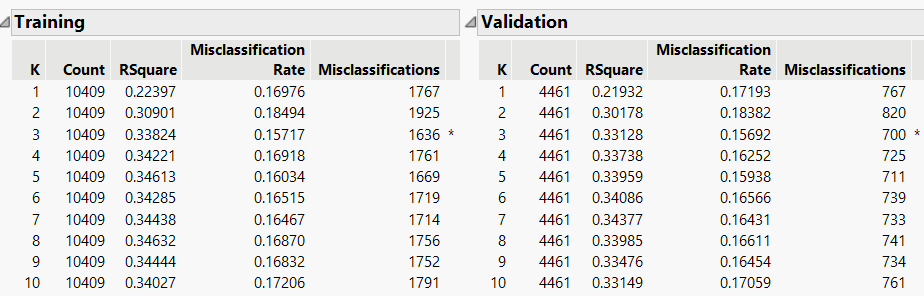 Training Validation
Misclassification Misclassification
K Count RSquare Rate Misclassifications K Count RSquare Rate Misclassifications
1 10409 0.22397 0.16976 1767 1 4461 0.21932 0.17193 767
2 10409 0.30901 0.18494 1925 2 4461 0.30178 0.18382 820
3 10409 0.33824 0.15717 1636 * 3 4461 0.33128 0.15692 700 *
4 10409 0.34221 0.16918 1761 4 4461 0.33738 0.16252 725
5 10409 0.34613 0.16034 1669 5 4461 0.33959 0.15938 711
6 10409 0.34285 0.16515 1719 6 4461 0.34086 0.16566 739
7 10409 0.34438 0.16467 1714 7 4461 0.34377 0.16431 733
8 10409 0.34632 0.16870 1756 8 4461 0.33985 0.16611 741
9 10409 0.34444 0.16832 1752 9 4461 0.33476 0.16454 734
10 10409 0.34027 0.17206 1791 10 4461 0.33149 0.17059 761